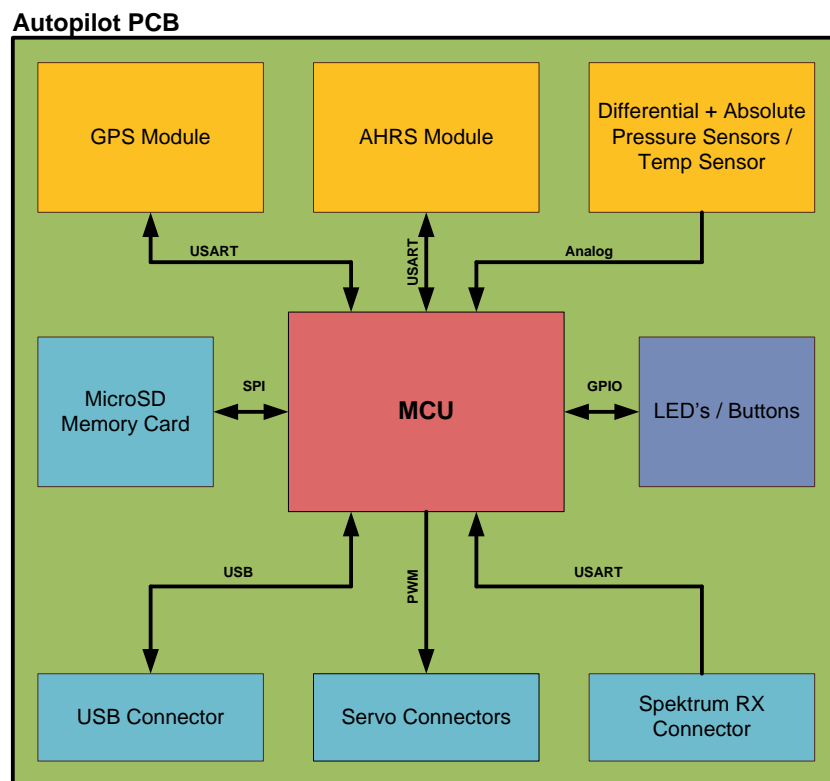 Autopilot PCB
GPS Module
AHRS Module
Differential + Absolute
Pressure Sensors /
Temp Sensor
USART
USART
Analog
MicroSD
Memory Card
SPI
MCU
GPIO
LED's / Buttons
USB
PWM
USART
USB Connector
Servo Connectors
Spektrum RX
Connector